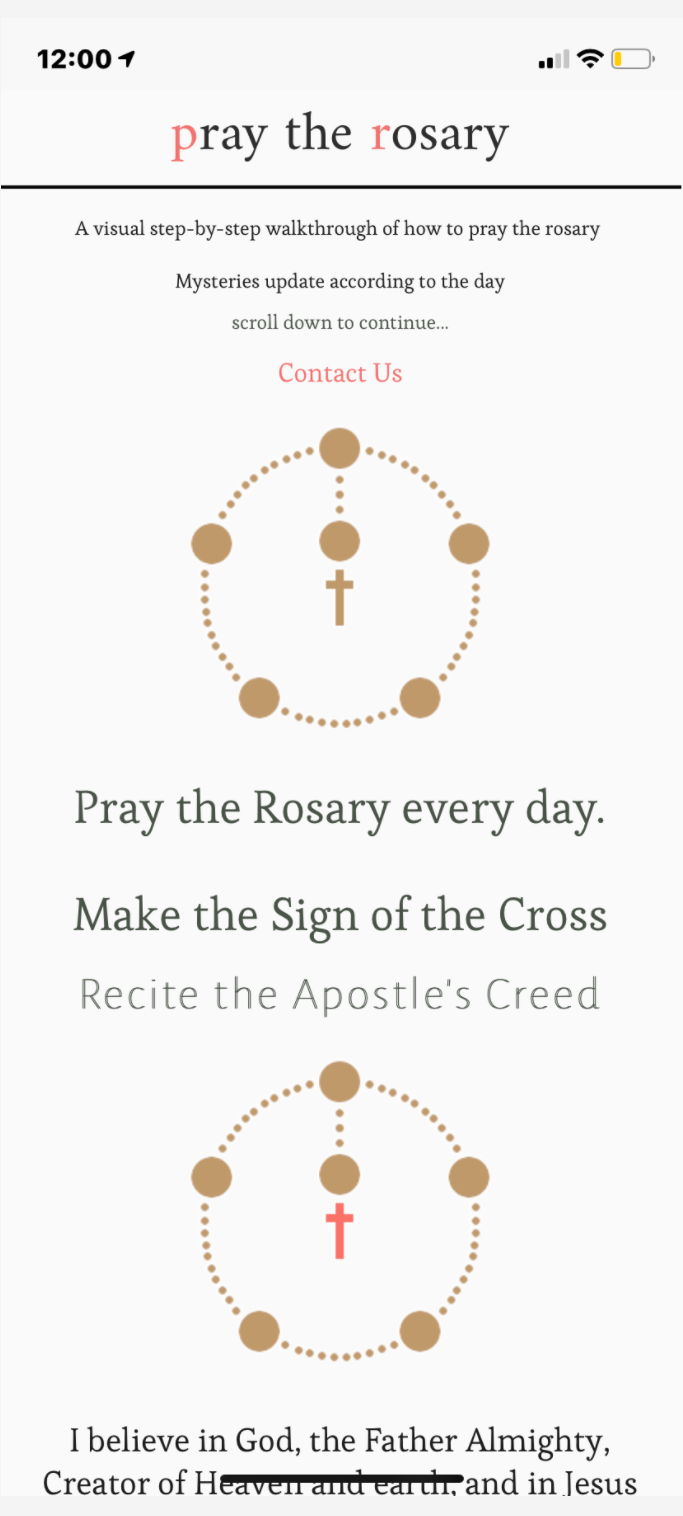 12:00
pray the rosary
A visual step-by-step walkthrough of how to pray the rosary
Mysteries update according to the day
scroll down to continue...
Contact Us
Pray the Rosary every day.
Make the Sign of the Cross
Recite the Apostle's Creed
I believe in God, the Father Almighty,
Creator of Heaven and earth, and in Jesus